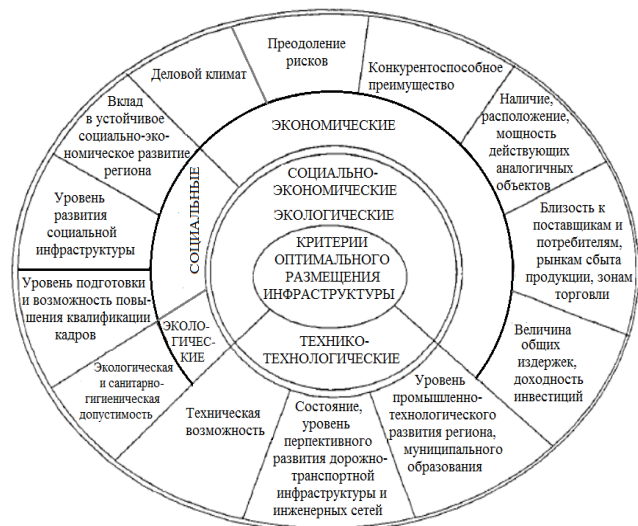 Преодоление
рисков
Деловой климат
Конкурентоспособное
преимущество
Вклад
в устойчивое
социально-эко-
номическое развитие
региона
Наличие,
расположение,
мощность
действующих
аналогичных
объектов
ЭКОНОМИЧЕСКИЕ
СОЦИАЛЬНЫЕ
СОЦИАЛЬНО-
ЭКОНОМИЧЕСКИЕ
ЭКОЛОГИЧЕСКИЕ
Уровень
развития
социальной
инфраструктуры
Близость к
поставщикам и
потребителям,
рынкам сбыта
продукции, зонам
торговли
КРИТЕРИИ
ОПТИМАЛЬНОГО
РАЗМЕЩЕНИЯ
ИНФРАСТРУКТУРЫ
Уровень подготовки
и возможность повы-
шения квалификации
кадров
ЭКОЛО-
ГИЧЕС-
КИЕ
ТЕХНИКО-
ТЕХНОЛОГИЧЕСКИЕ
Величина
общих
издержек,
доходность
инвестиций
Экологическая
и санитарно-
гигиеническая
допустимость
Техническая
возможность
Состояние,
уровень
перпективного
развития дорожно-
транспортной
инфраструктуры и
инженерных сетей
Уровень
промышленно-
технологического
развития региона,
муниципального
образования